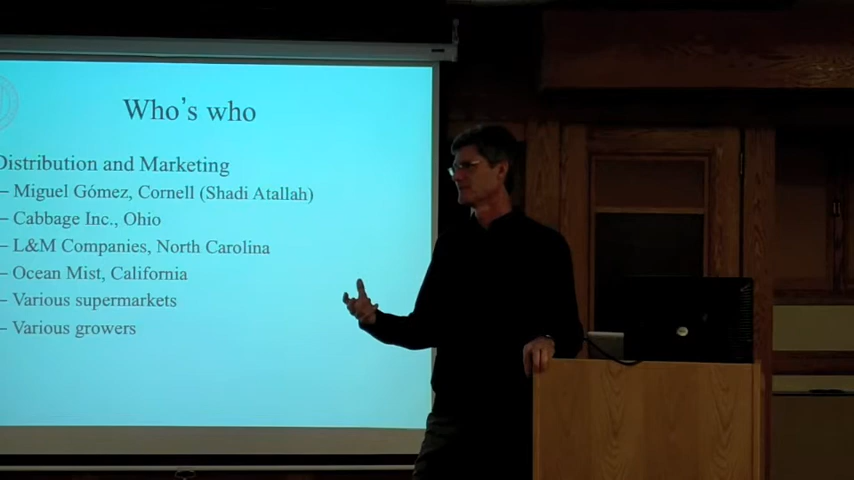 Who's who
Distribution and Marketing
– Miguel Gómez, Cornell (Shadi Atallah)
– Cabbage Inc., Ohio
– L&M Companies, North Carolina
– Ocean Mist, California
– Various supermarkets
– Various growers